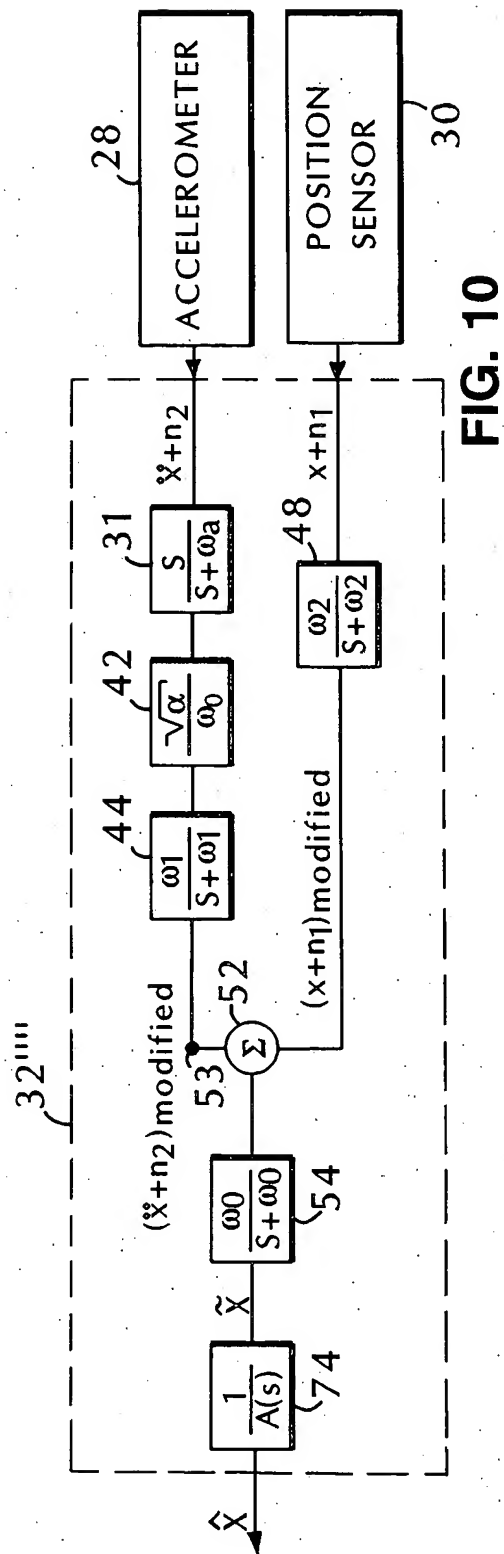 32'''''
(ẍ+n2)modified
44
ω1
S+ω1
42
√α
ω0
31
S
S+ωa
ẍ+n2
28
ACCELEROMETER
x̂
1
A(s)
74
x̃
ω0
S+ω0
54
53
52
Σ
(x+n1)modified
48
ω2
S+ω2
x+n1
POSITION
SENSOR
30
FIG. 10